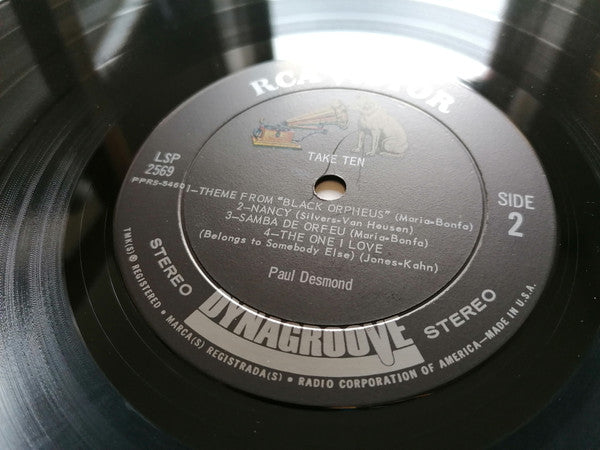 RCA VICTOR
TAKE TEN
LSP
2569
PPRS-5460
1-THEME FROM "BLACK ORPHEUS" (Maria-Bonfa)
2-NANCY (Silvers-Van Heusen)
3-SAMBA DE ORFEU (Maria-Bonfa)
4-THE ONE I LOVE
(Belongs to Somebody Else) (Jones-Kahn)
SIDE
2
Paul Desmond
STEREO
DYNAGROOVE
STEREO
TMK(S) ® REGISTERED • MARCA(S) REGISTRADA(S) • RADIO CORPORATION OF AMERICA—MADE IN U.S.A.